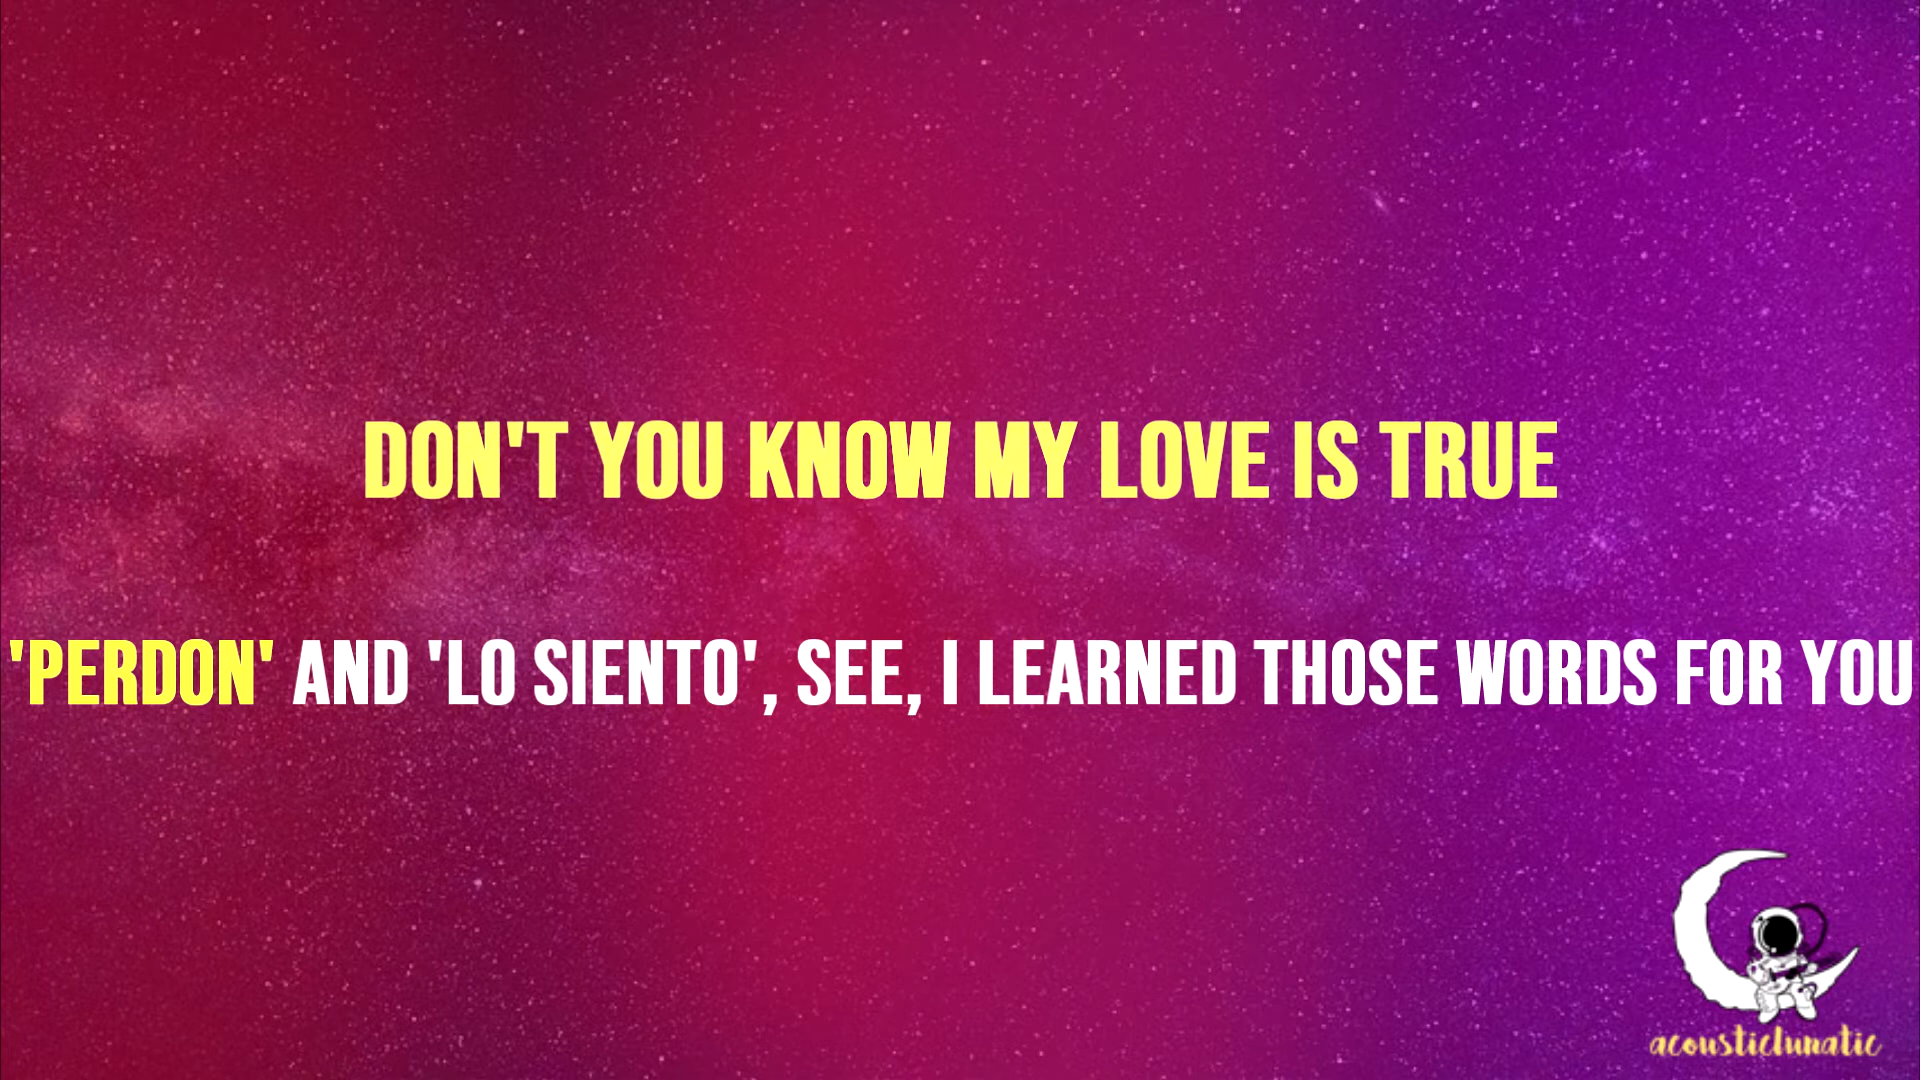 DON'T YOU KNOW MY LOVE IS TRUE
'PERDON' AND 'LO SIENTO', SEE, I LEARNED THOSE WORDS FOR YOU
acousticlunatic